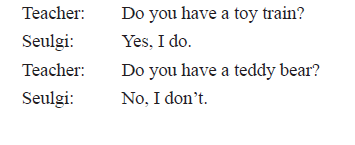 Teacher: Do you have a toy train?
Seulgi: Yes, I do.
Teacher: Do you have a teddy bear?
Seulgi: No, I don’t.